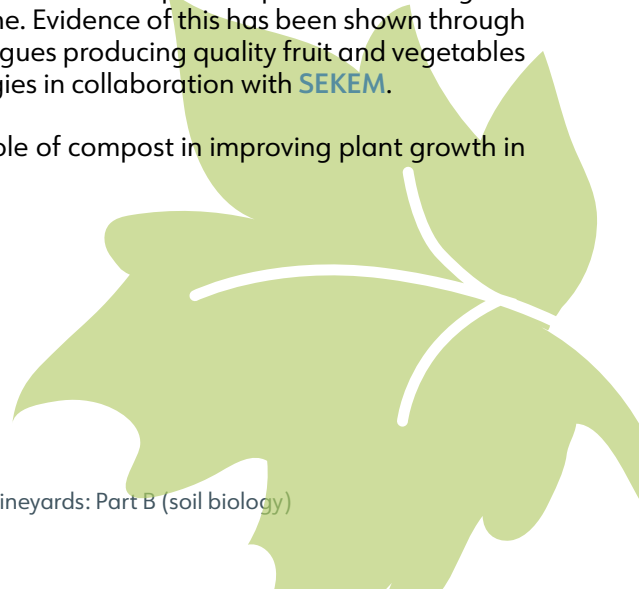 ne. Evidence of this has been shown through
gues producing quality fruit and vegetables
gies in collaboration with SEKEM.
ole of compost in improving plant growth in
ineyards: Part B (soil biology)